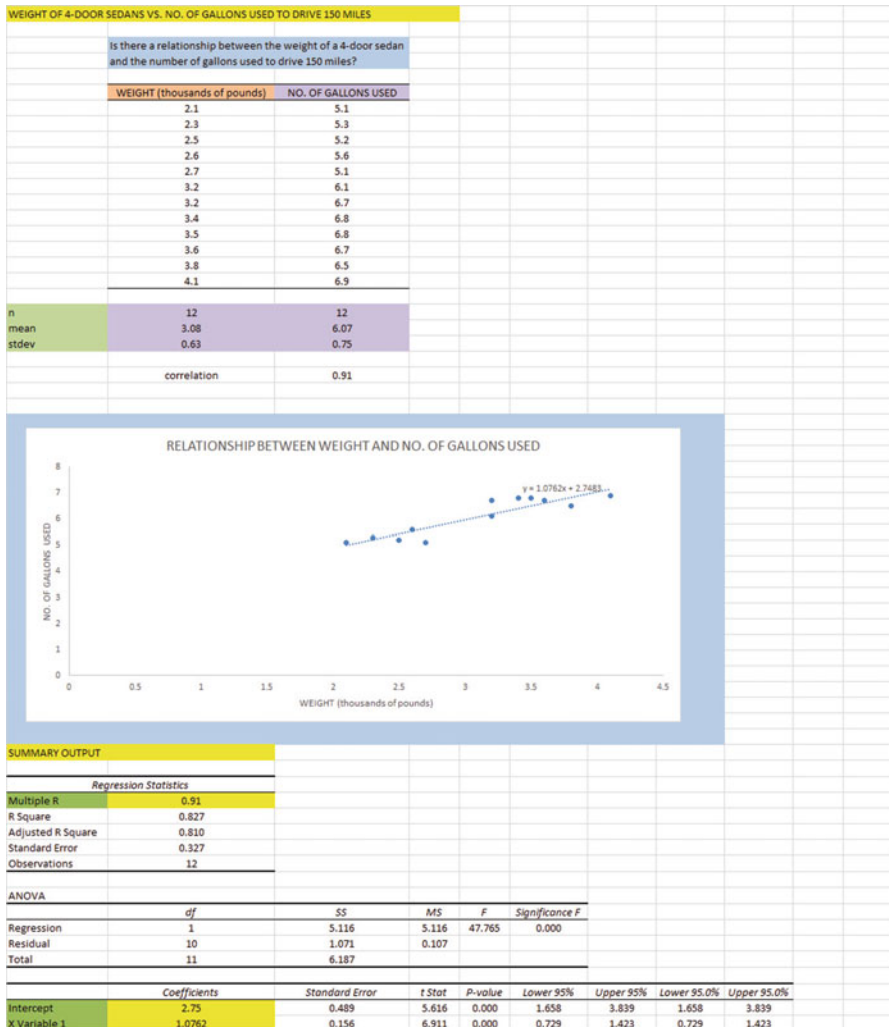 WEIGHT OF 4-DOOR SEDANS VS. NO. OF GALLONS USED TO DRIVE 150 MILES
Is there a relationship between the weight of a 4-door sedan
and the number of gallons used to drive 150 miles?
WEIGHT (thousands of pounds) NO. OF GALLONS USED
2.1 5.1
2.3 5.3
2.5 5.2
2.6 5.6
2.7 5.1
3.2 6.1
3.2 6.7
3.4 6.8
3.5 6.8
3.6 6.7
3.8 6.5
4.1 6.9
n 12 12
mean 3.08 6.07
stdev 0.63 0.75
correlation 0.91
RELATIONSHIP BETWEEN WEIGHT AND NO. OF GALLONS USED
8
7
6
5
4
3
2
1
0
NO. OF GALLONS USED
y = 1.0762x + 2.7483
0 0.5 1 1.5 2 2.5 3 3.5 4 4.5
WEIGHT (thousands of pounds)
SUMMARY OUTPUT
Regression Statistics
Multiple R 0.91
R Square 0.827
Adjusted R Square 0.810
Standard Error 0.327
Observations 12
ANOVA
df SS MS F Significance F
Regression 1 5.116 5.116 47.765 0.000
Residual 10 1.071 0.107
Total 11 6.187
Coefficients Standard Error t Stat P-value Lower 95% Upper 95% Lower 95.0% Upper 95.0%
Intercept 2.75 0.489 5.616 0.000 1.658 3.839 1.658 3.839
X Variable 1 1.0762 0.156 6.911 0.000 0.729 1.423 0.729 1.423